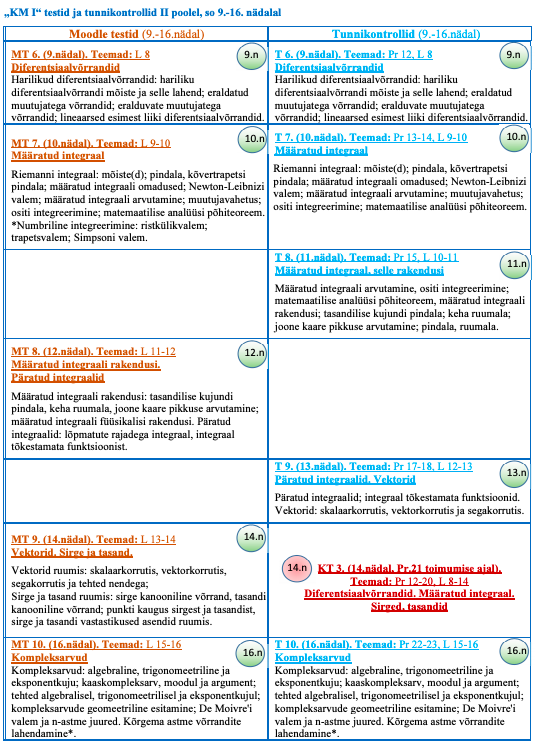 „KM I“ testid ja tunnikontrollid II poolel, so 9.-16. nädalal
Moodle testid (9.-16.nädal)
Tunnikontrollid (9.-16.nädal)
MT 6. (9.nädal). Teemad: L 8
9.n
Diferentsiaalvõrrandid
Harilikud diferentsiaalvõrrandid: hariliku
diferentsiaalvõrrandi mõiste ja selle lahend; eraldatud
muutujatega võrrandid; eralduvate muutujatega
võrrandid; lineaarsed esimest liiki diferentsiaalvõrrandid.
T 6. (9.nädal). Teemad: Pr 12, L 8
9.n
Diferentsiaalvõrrandid
Harilikud diferentsiaalvõrrandid: hariliku
diferentsiaalvõrrandi mõiste ja selle lahend; eraldatud
muutujatega võrrandid; eralduvate muutujatega
võrrandid; lineaarsed esimest liiki diferentsiaalvõrrandid.
MT 7. (10.nädal). Teemad: L 9-10
10.n
Määratud integraal
Riemanni integraal: mõiste(d); pindala, kõvertrapetsi
pindala; määratud integraali omadused; Newton-Leibnizi
valem; määratud integraali arvutamine; muutujavahetus;
ositi integreerimine; matemaatilise analüüsi põhiteorem.
*Numbriline integreerimine: ristkülikvalem;
trapetsvalem; Simpsoni valem.
T 7. (10.nädal). Teemad: Pr 13-14, L 9-10
10.n
Määratud integraal
Riemanni integraal: mõiste(d); pindala, kõvertrapetsi
pindala; määratud integraali omadused; Newton-Leibnizi
valem; määratud integraali arvutamine; muutujavahetus;
ositi integreerimine; matemaatilise analüüsi põhiteoreem.
T 8. (11.nädal). Teemad: Pr 15, L 10-11
11.n
Määratud integraal, selle rakendusi
Määratud integraali arvutamine, ositi integreerimine;
matemaatilise analüüsi põhiteoreem, määratud integraali
rakendusi; tasandilise kujundi pindala; keha ruumala;
joone kaare pikkuse arvutamine; pindala, ruumala.
MT 8. (12.nädal). Teemad: L 11-12
12.n
Määratud integraali rakendusi.
Päratud integraalid
Määratud integraali rakendusi: tasandilise kujundi
pindala, keha ruumala, joone kaare pikkuse arvutamine;
määratud integraali füüsikalisi rakendusi. Päratud
integraalid: lõpmatute rajadega integraal, integraal
tõkestamata funktsioonist.
T 9. (13.nädal). Teemad: Pr 17-18, L 12-13
13.n
Päratud integraalid. Vektorid
Päratud integraalid; integraal tõkestamata funktsioonid.
Vektorid: skalaarkorrutis, vektorkorrutis ja segakorrutis.
MT 9. (14.nädal). Teemad: L 13-14
14.n
Vektorid. Sirge ja tasand.
Vektorid ruumis: skalaarkorrutis, vektorkorrutis,
segakorrutis ja tehted nendega;
Sirge ja tasand ruumis: sirge kanooniline võrrand, tasandi
kanooniline võrrand; punkti kaugus sirgest ja tasandist,
sirge ja tasandi vastastikused asendid ruumis.
14.n
KT 3. (14.nädal, Pr.21 toimumise ajal).
Teemad: Pr 12-20, L 8-14
Diferentsiaalvõrrandid. Määratud integraal.
Sirged, tasandid
MT 10. (16.nädal). Teemad: L 15-16
16.n
Kompleksarvud
Kompleksarvud: algebraline, trigonomeetriline ja
eksponentkuju; kaaskompleksarv, moodul ja argument;
tehted algebralisel, trigonomeetrilisel ja eksponentkujul;
kompleksarvude geomeetriline esitamine; De Moivre'i
valem ja n-astme juured. Kõrgema astme võrrandite
lahendamine*.
T 10. (16.nädal). Teemad: Pr 22-23, L 15-16
16.n
Kompleksarvud
Kompleksarvud: algebraline, trigonomeetriline ja
eksponentkuju; kaaskompleksarv, moodul ja argument;
tehted algebralisel, trigonomeetrilisel ja eksponentkujul;
kompleksarvude geomeetriline esitamine; De Moivre'i
valem ja n-astme juured. Kõrgema astme võrrandite
lahendamine*.